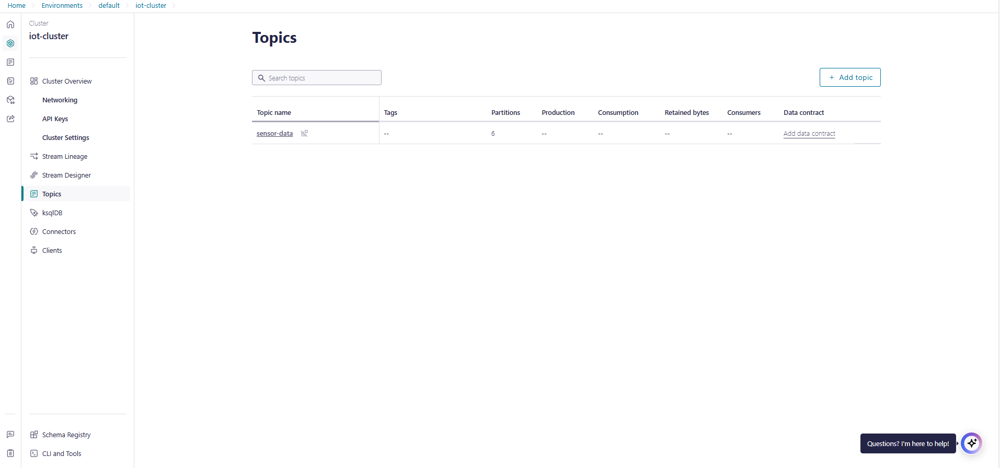 Home Environments default iot-cluster
Cluster
iot-cluster
Cluster Overview
Networking
API Keys
Cluster Settings
Stream Lineage
Stream Designer
Topics
ksqlDB
Connectors
Clients
Schema Registry
CLI and Tools
Topics
Search topics
+ Add topic
Topic name Tags Partitions Production Consumption Retained bytes Consumers Data contract
sensor-data -- 6 -- -- -- -- Add data contract
Questions? I'm here to help!